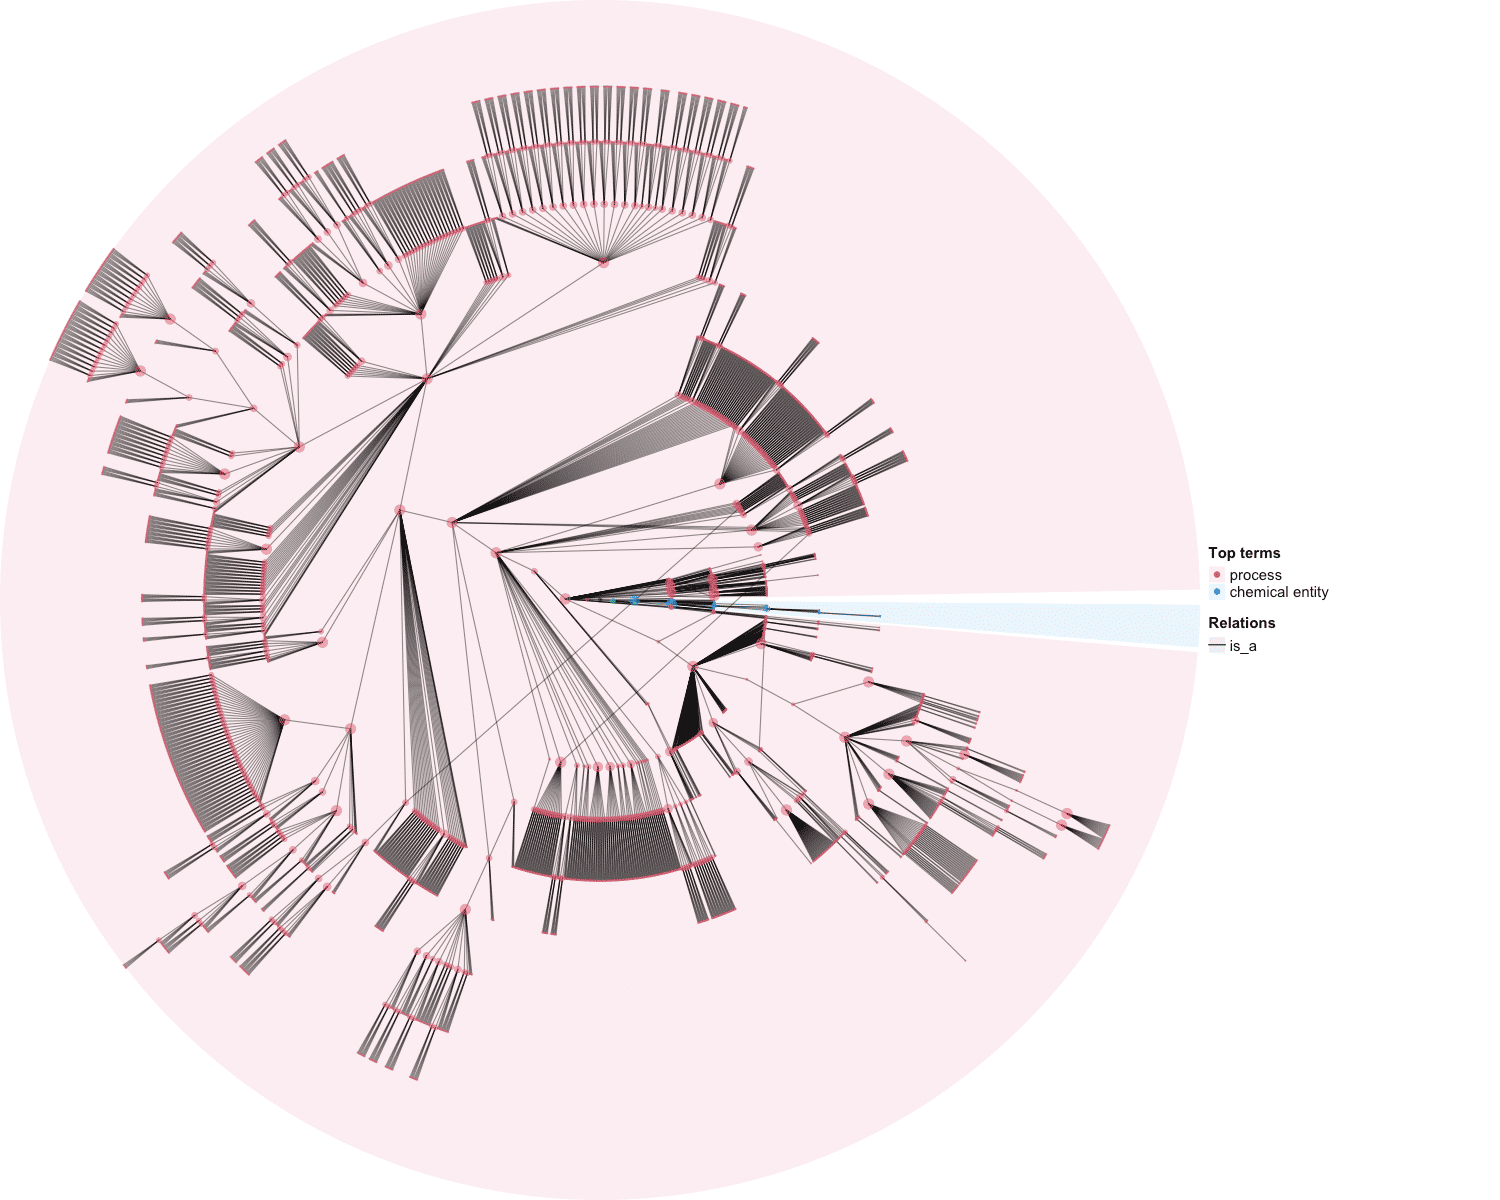 Top terms
process
chemical entity
Relations
is_a